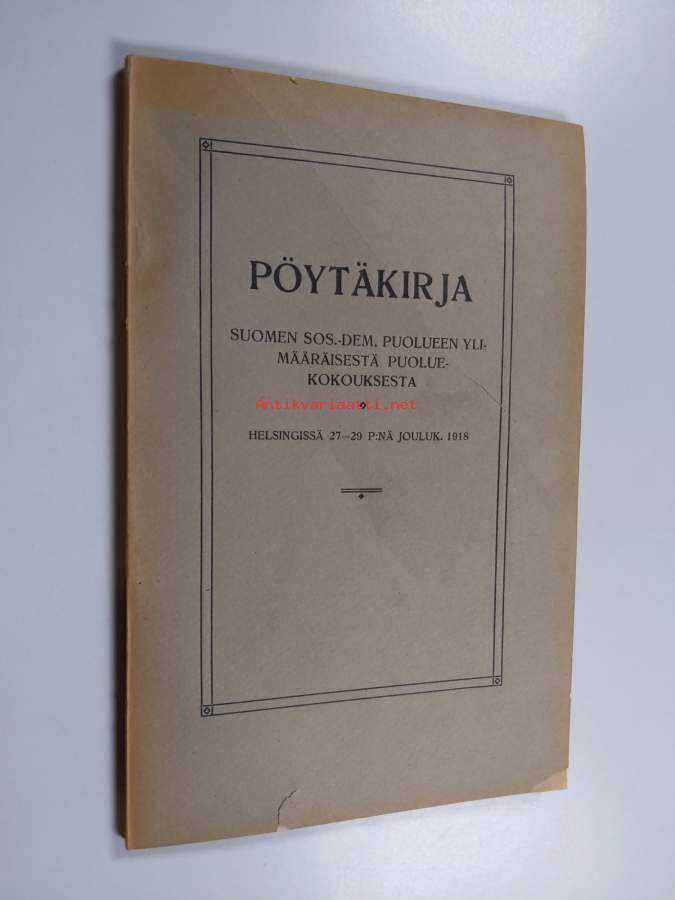 PÖYTÄKIRJA
SUOMEN SOS.-DEM. PUOLUEEN YLI-
MÄÄRÄISESTÄ PUOLUE-
KOKOUKSESTA
Antikvariaatti.net
HELSINGISSÄ 27—29 P:NÄ JOULUK. 1918